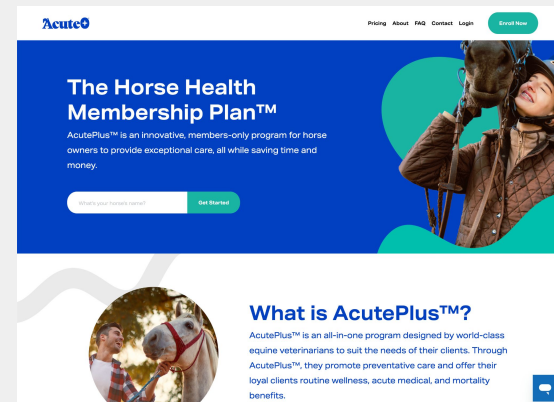 Acute
Pricing About FAQ Contact Login Enroll Now
The Horse Health
Membership Plan™
AcutePlus™ is an innovative, members-only program for horse
owners to provide exceptional care, all while saving time and
money.
What's your horse's name? Get Started
What is AcutePlus™?
AcutePlus™ is an all-in-one program designed by world-class
equine veterinarians to suit the needs of their clients. Through
AcutePlus™, they promote preventative care and offer their
loyal clients routine wellness, acute medical, and mortality
benefits.